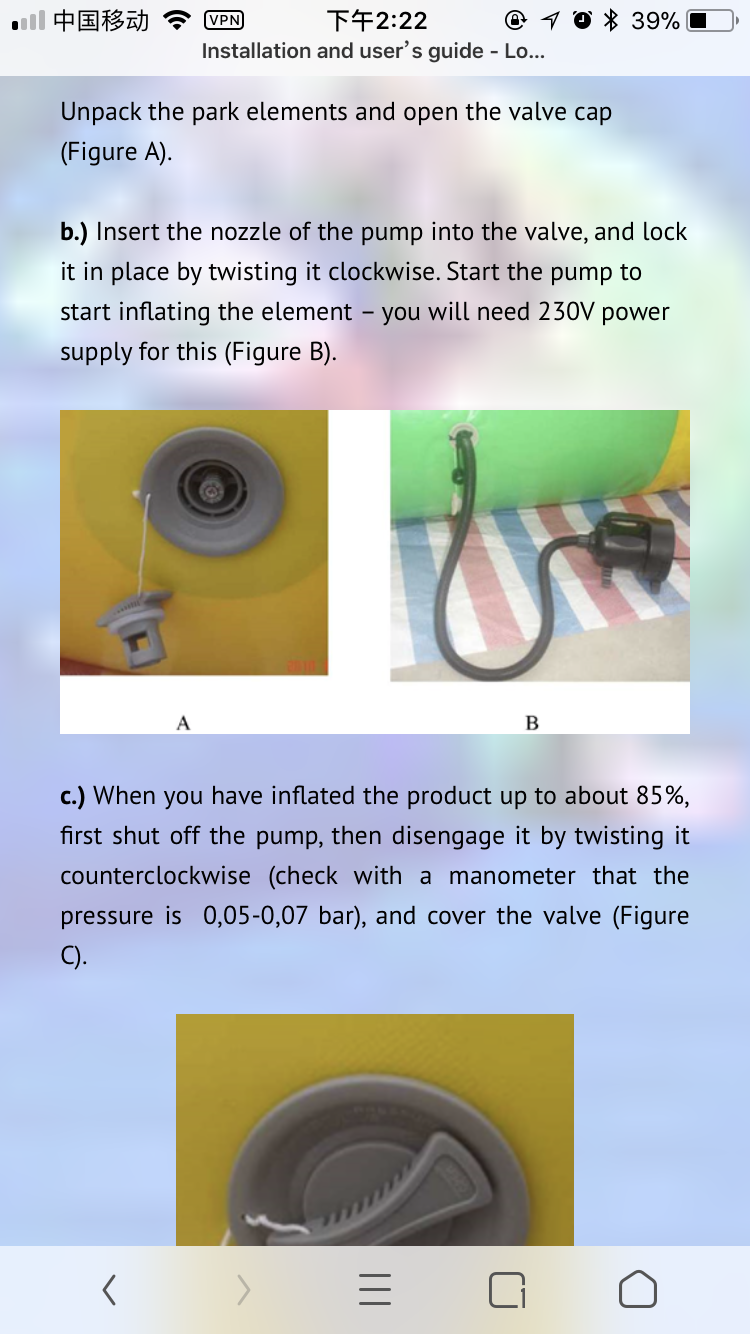 中国移动 VPN 下午2:22 39%
Installation and user's guide - Lo...
Unpack the park elements and open the valve cap
(Figure A).
b.) Insert the nozzle of the pump into the valve, and lock
it in place by twisting it clockwise. Start the pump to
start inflating the element – you will need 230V power
supply for this (Figure B).
A B
c.) When you have inflated the product up to about 85%,
first shut off the pump, then disengage it by twisting it
counterclockwise (check with a manometer that the
pressure is 0,05-0,07 bar), and cover the valve (Figure
C).
1